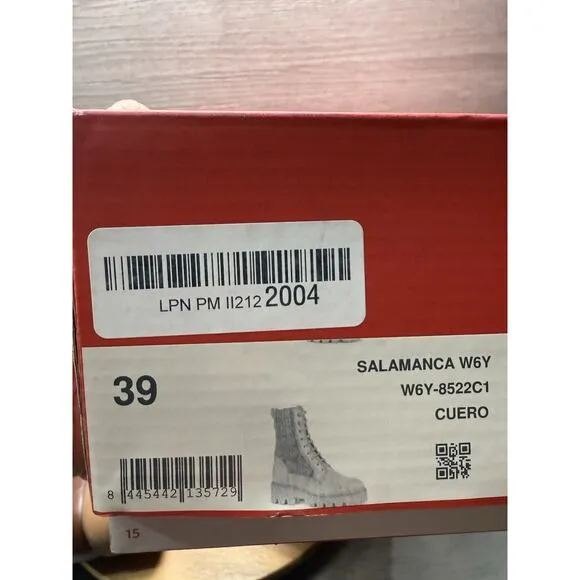 LPN PM II212 2004
39
SALAMANCA W6Y
W6Y-8522C1
CUERO
8 445442 135729
15